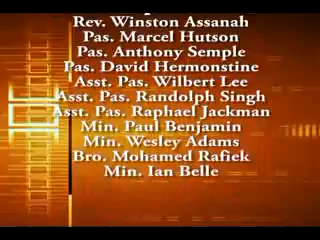 Rev. Winston Assanah
Pas. Marcel Hutson
Pas. Anthony Semple
Pas. David Hermonstine
Asst. Pas. Wilbert Lee
Asst. Pas. Randolph Singh
Asst. Pas. Raphael Jackman
Min. Paul Benjamin
Min. Wesley Adams
Bro. Mohamed Rafiek
Min. Ian Belle